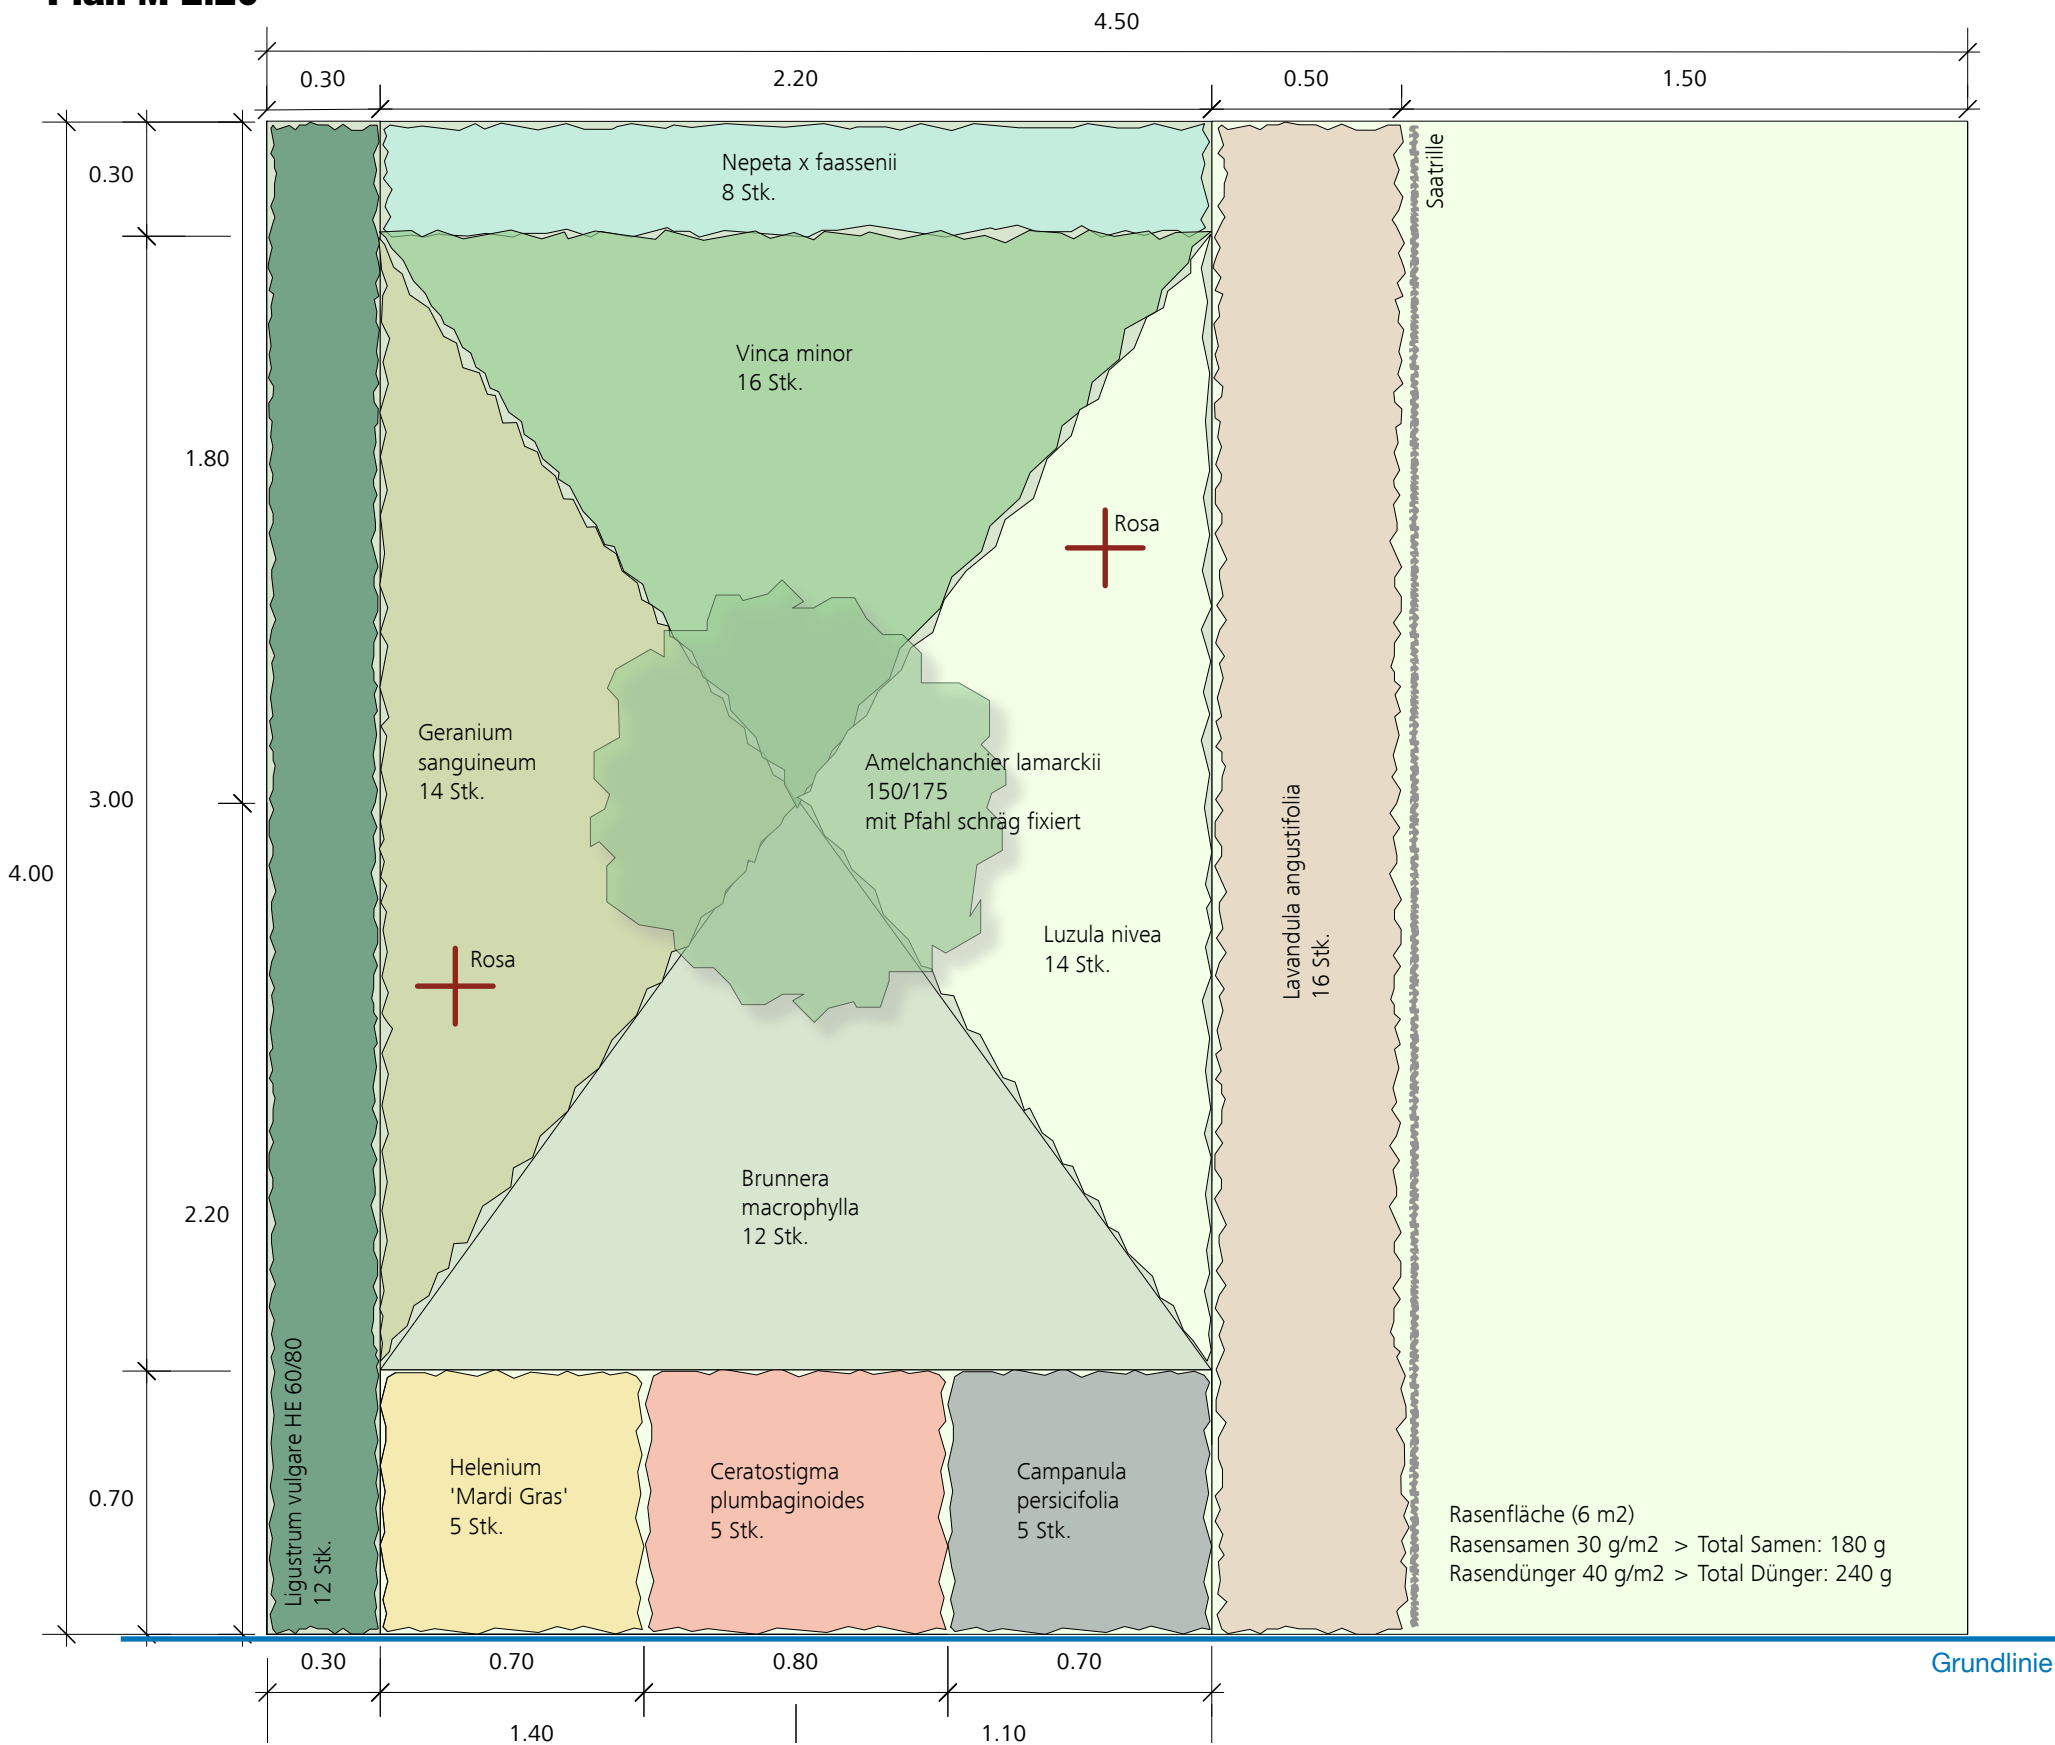 4.50
0.30 2.20 0.50 1.50
0.30
1.80
3.00
4.00
2.20
0.70
Nepeta x faassenii
8 Stk.
Saatrille
Vinca minor
16 Stk.
Rosa
Geranium
sanguineum
14 Stk.
Amelchanchier lamarckii
150/175
mit Pfahl schräg fixiert
Rosa
Luzula nivea
14 Stk.
Lavandula angustifolia
16 Stk.
Brunnera
macrophylla
12 Stk.
Ligustrum vulgare HE 60/80
12 Stk.
Helenium
'Mardi Gras'
5 Stk.
Ceratostigma
plumbaginoides
5 Stk.
Campanula
persicifolia
5 Stk.
Rasenfläche (6 m2)
Rasensamen 30 g/m2 > Total Samen: 180 g
Rasendünger 40 g/m2 > Total Dünger: 240 g
Grundlinie
0.30 0.70 0.80 0.70
1.40 1.10